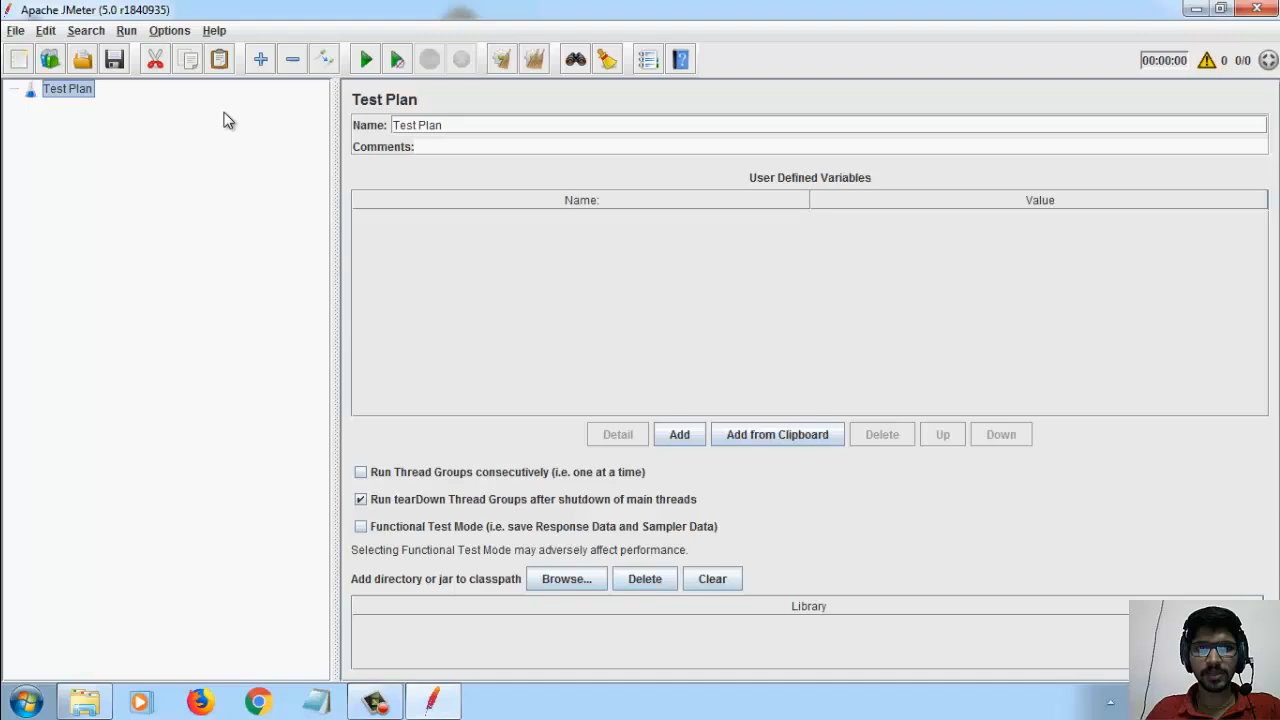 Apache JMeter (5.0 r1840935)
File Edit Search Run Options Help
00:00:00 0 0/0
Test Plan
Test Plan
Name: Test Plan
Comments:
User Defined Variables
Name: Value
Detail Add Add from Clipboard Delete Up Down
Run Thread Groups consecutively (i.e. one at a time)
Run tearDown Thread Groups after shutdown of main threads
Functional Test Mode (i.e. save Response Data and Sampler Data)
Selecting Functional Test Mode may adversely affect performance.
Add directory or jar to classpath Browse... Delete Clear
Library